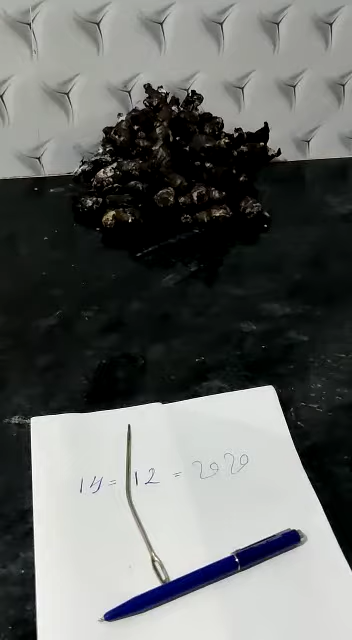 14 = 12 = 2020